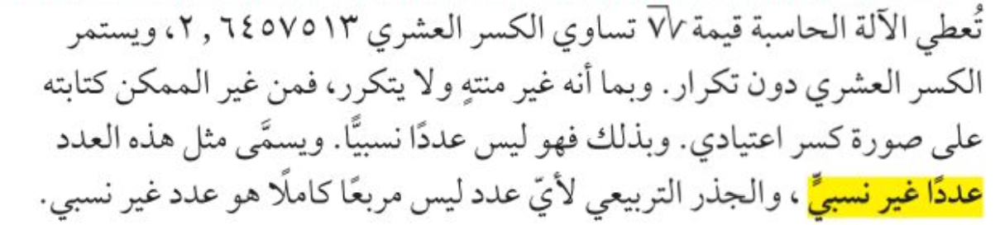 تُعطي الآلة الحاسبة قيمة √٧ تساوي الكسر العشري ٢,٦٤٥٧٥١٣، ويستمر
الكسر العشري دون تكرار. وبما أنه غير منتهٍ ولا يتكرر، فمن غير الممكن كتابته
على صورة كسر اعتيادي. وبذلك فهو ليس عددًا نسبيًّا. ويسمَّى مثل هذه العدد
عددًا غير نسبيٍّ ، والجذر التربيعي لأيّ عدد ليس مربعًا كاملًا هو عدد غير نسبي.